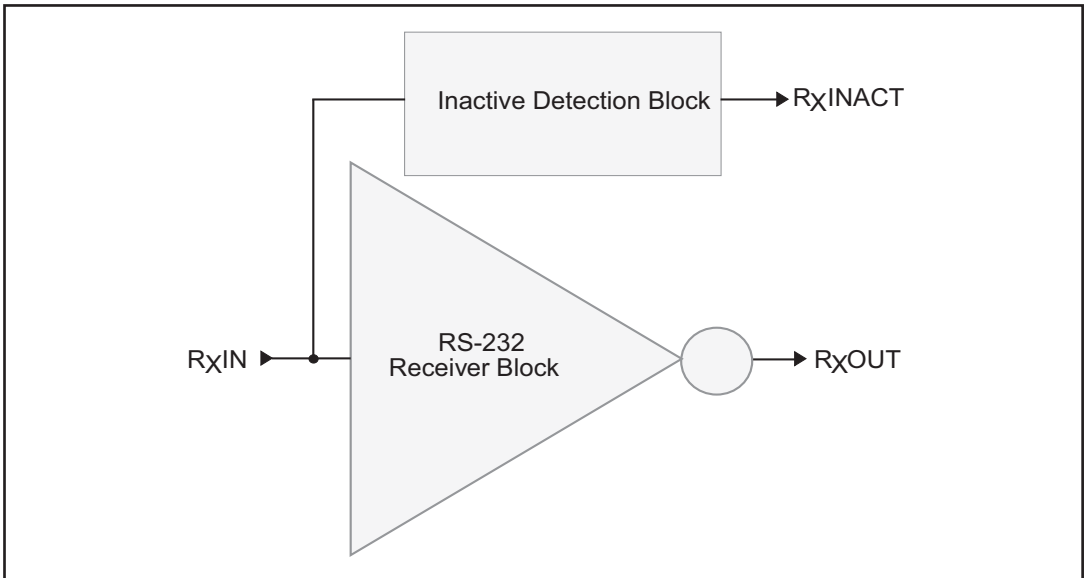 Inactive Detection Block
RXINACT
RS-232
Receiver Block
RXIN
RXOUT